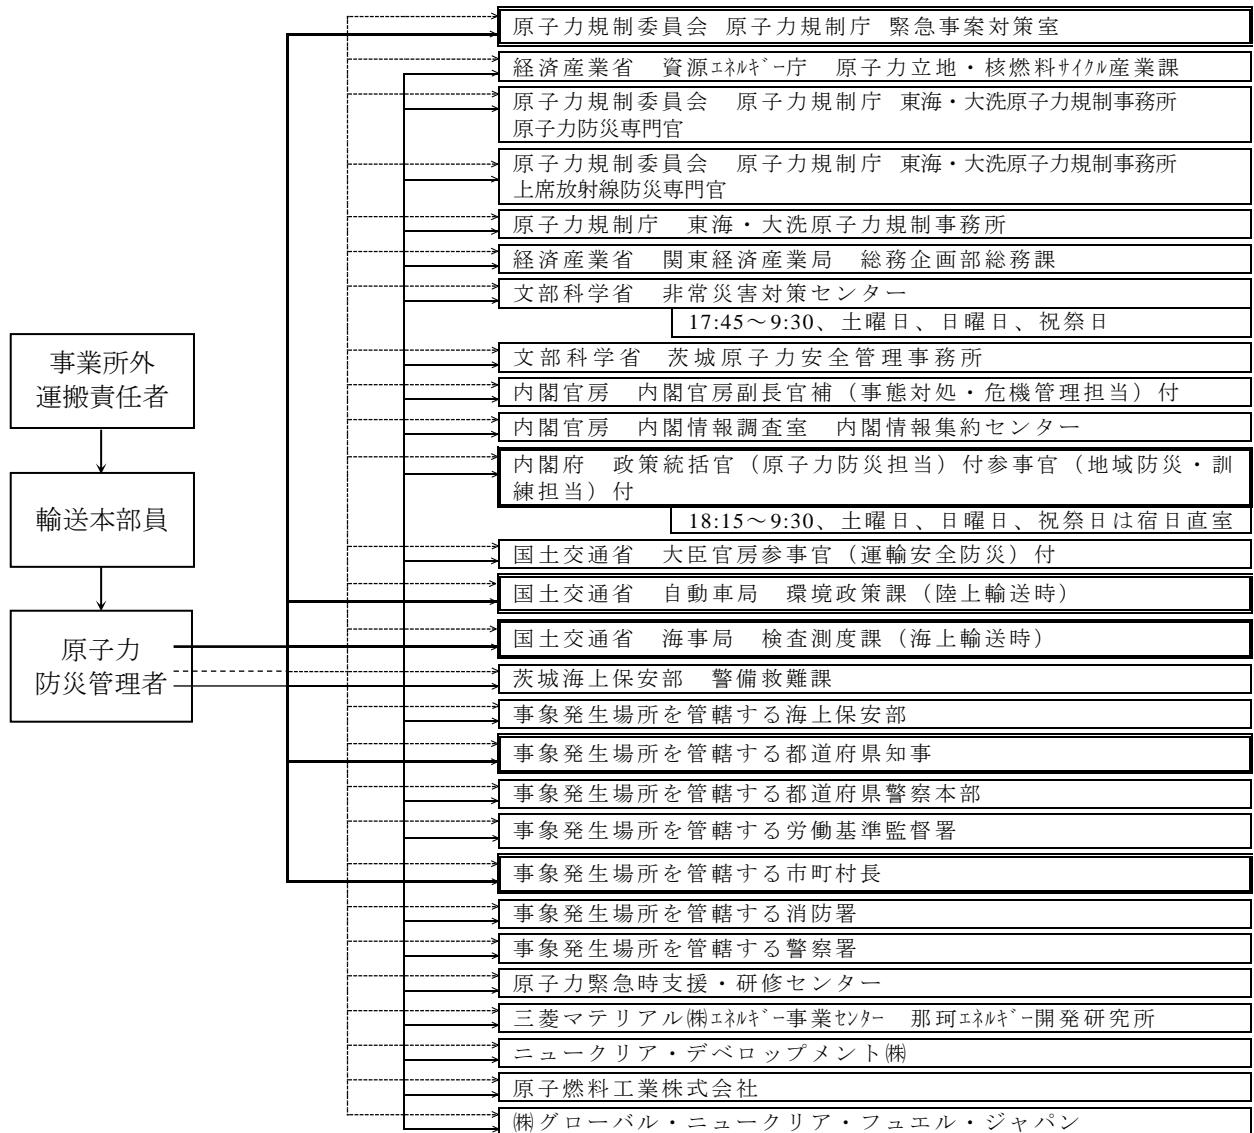 原子力規制委員会 原子力規制庁 緊急事案対策室
経済産業省 資源ｴﾈﾙｷﾞｰ庁 原子力立地・核燃料ｻｲｸﾙ産業課
原子力規制委員会 原子力規制庁 東海・大洗原子力規制事務所
原子力防災専門官
原子力規制委員会 原子力規制庁 東海・大洗原子力規制事務所
上席放射線防災専門官
原子力規制庁 東海・大洗原子力規制事務所
経済産業省 関東経済産業局 総務企画部総務課
文部科学省 非常災害対策センター
17:45～9:30、土曜日、日曜日、祝祭日
文部科学省 茨城原子力安全管理事務所
内閣官房 内閣官房副長官補（事態対処・危機管理担当）付
内閣官房 内閣情報調査室 内閣情報集約センター
内閣府 政策統括官（原子力防災担当）付参事官（地域防災・訓
練担当）付
18:15～9:30、土曜日、日曜日、祝祭日は宿日直室
国土交通省 大臣官房参事官（運輸安全防災）付
国土交通省 自動車局 環境政策課（陸上輸送時）
国土交通省 海事局 検査測度課（海上輸送時）
茨城海上保安部 警備救難課
事象発生場所を管轄する海上保安部
事象発生場所を管轄する都道府県知事
事象発生場所を管轄する都道府県警察本部
事象発生場所を管轄する労働基準監督署
事象発生場所を管轄する市町村長
事象発生場所を管轄する消防署
事象発生場所を管轄する警察署
原子力緊急時支援・研修センター
三菱マテリアル㈱ｴﾈﾙｷﾞｰ事業ｾﾝﾀｰ 那珂ｴﾈﾙｷﾞｰ開発研究所
ニュークリア・デベロップメント㈱
原子燃料工業株式会社
㈱グローバル・ニュークリア・フュエル・ジャパン
事業所外
運搬責任者
輸送本部員
原子力
防災管理者